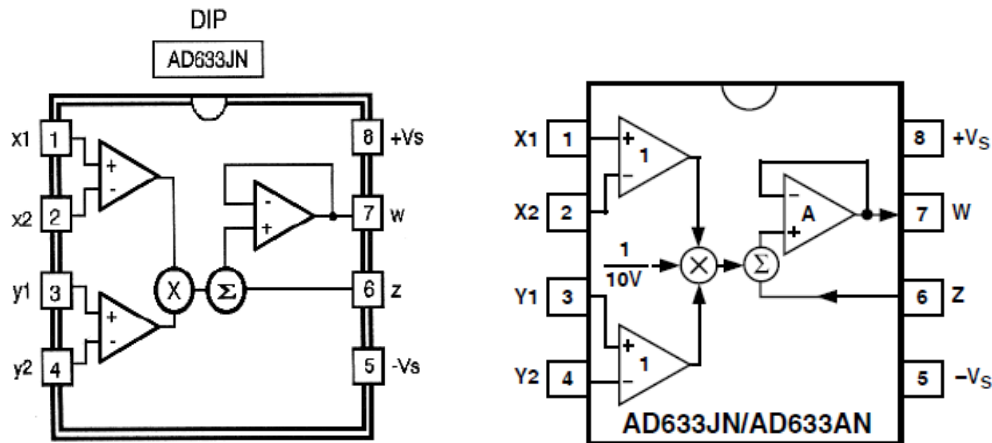 DIP
AD633JN
x1 1
x2 2
y1 3
y2 4
8 +Vs
7 w
6 z
5 -Vs
+
-
+
-
-
+
X
Σ
X1 1
X2 2
Y1 3
Y2 4
8 +VS
7 W
6 Z
5 –VS
+
–
1
+
–
1
–
+
A
1
10V
×
Σ
AD633JN/AD633AN